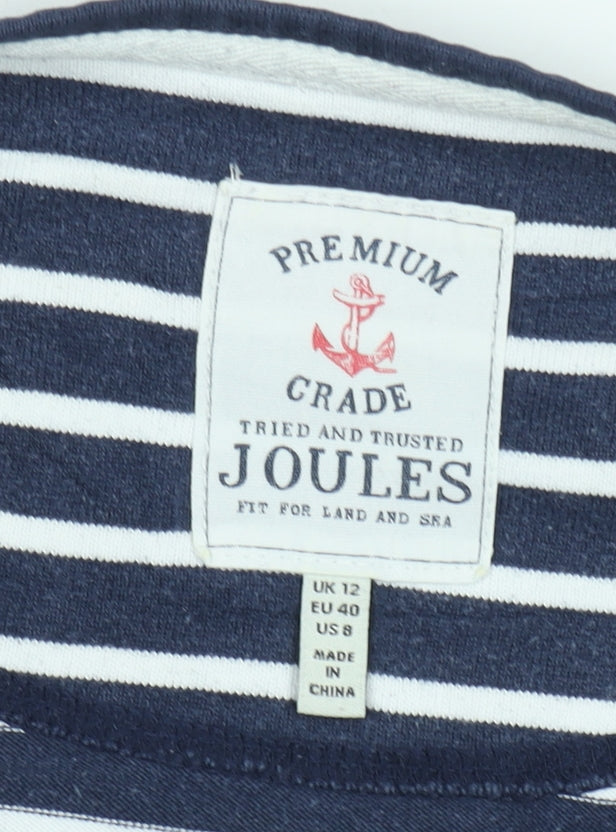 PREMIUM
GRADE
TRIED AND TRUSTED
JOULES
FIT FOR LAND AND SEA
UK 12
EU 40
US 8
MADE
IN
CHINA